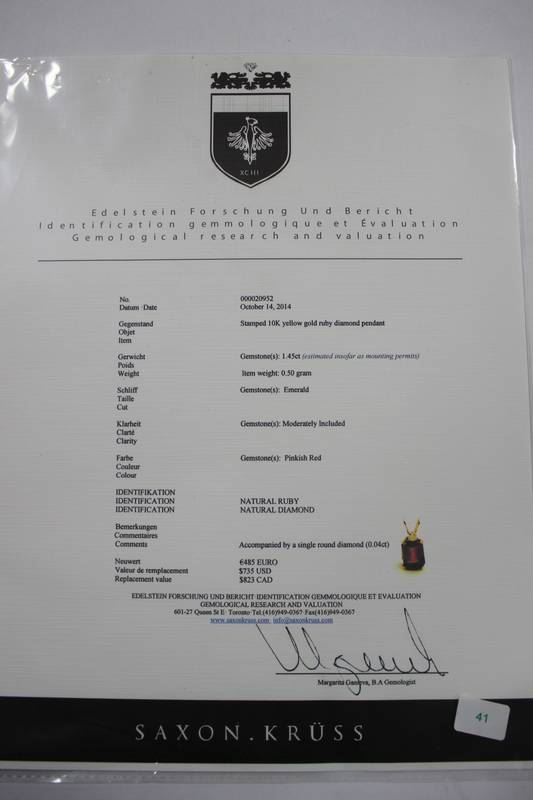 XCIII
Edelstein Forschung Und Bericht
Identification gemmologique et Évaluation
Gemological research and valuation
No. 000020952
Datum·Date October 14, 2014
Gegenstand Stamped 10K yellow gold ruby diamond pendant
Objet
Item
Gerwicht Gemstone(s): 1.45ct (estimated insofar as mounting permits)
Poids
Weight Item weight: 0.50 gram
Schliff Gemstone(s): Emerald
Taille
Cut
Klarheit Gemstone(s): Moderately Included
Clarté
Clarity
Farbe Gemstone(s): Pinkish Red
Couleur
Colour
IDENTIFIKATION
IDENTIFICATION NATURAL RUBY
IDENTIFICATION NATURAL DIAMOND
Bemerkungen
Commentaires
Comments Accompanied by a single round diamond (0.04ct)
Neuwert €485 EURO
Valeur de remplacement $735 USD
Replacement value $823 CAD
EDELSTEIN FORSCHUNG UND BERICHT·IDENTIFICATION GEMMOLOGIQUE ET EVALUATION
GEMOLOGICAL RESEARCH AND VALUATION
601-27 Queen St E· Toronto·Tel:(416)949-0367·Fax(416)949-0367
www.saxonkruss.com info@saxonkruss.com
Margarita Ganeva, B.A Gemologist
SAXON.KRÜSS
41